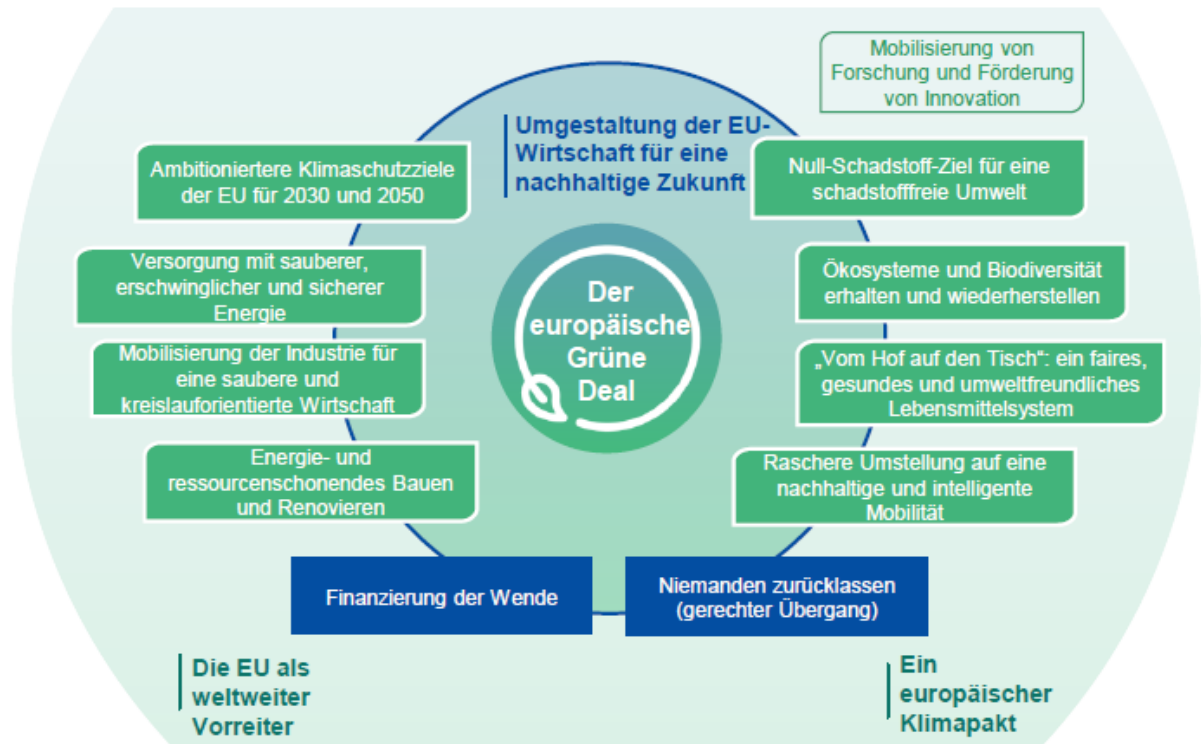 Mobilisierung von
Forschung und Förderung
von Innovation
Umgestaltung der EU-
Wirtschaft für eine
nachhaltige Zukunft
Ambitioniertere Klimaschutzziele
der EU für 2030 und 2050
Null-Schadstoff-Ziel für eine
schadstofffreie Umwelt
Versorgung mit sauberer,
erschwinglicher und sicherer
Energie
Ökosysteme und Biodiversität
erhalten und wiederherstellen
Der
europäische
Grüne
Deal
Mobilisierung der Industrie für
eine saubere und
kreislauforientierte Wirtschaft
„Vom Hof auf den Tisch“: ein faires,
gesundes und umweltfreundliches
Lebensmittelsystem
Energie- und
ressourcenschonendes Bauen
und Renovieren
Raschere Umstellung auf eine
nachhaltige und intelligente
Mobilität
Finanzierung der Wende
Niemanden zurücklassen
(gerechter Übergang)
Die EU als
weltweiter
Vorreiter
Ein
europäischer
Klimapakt